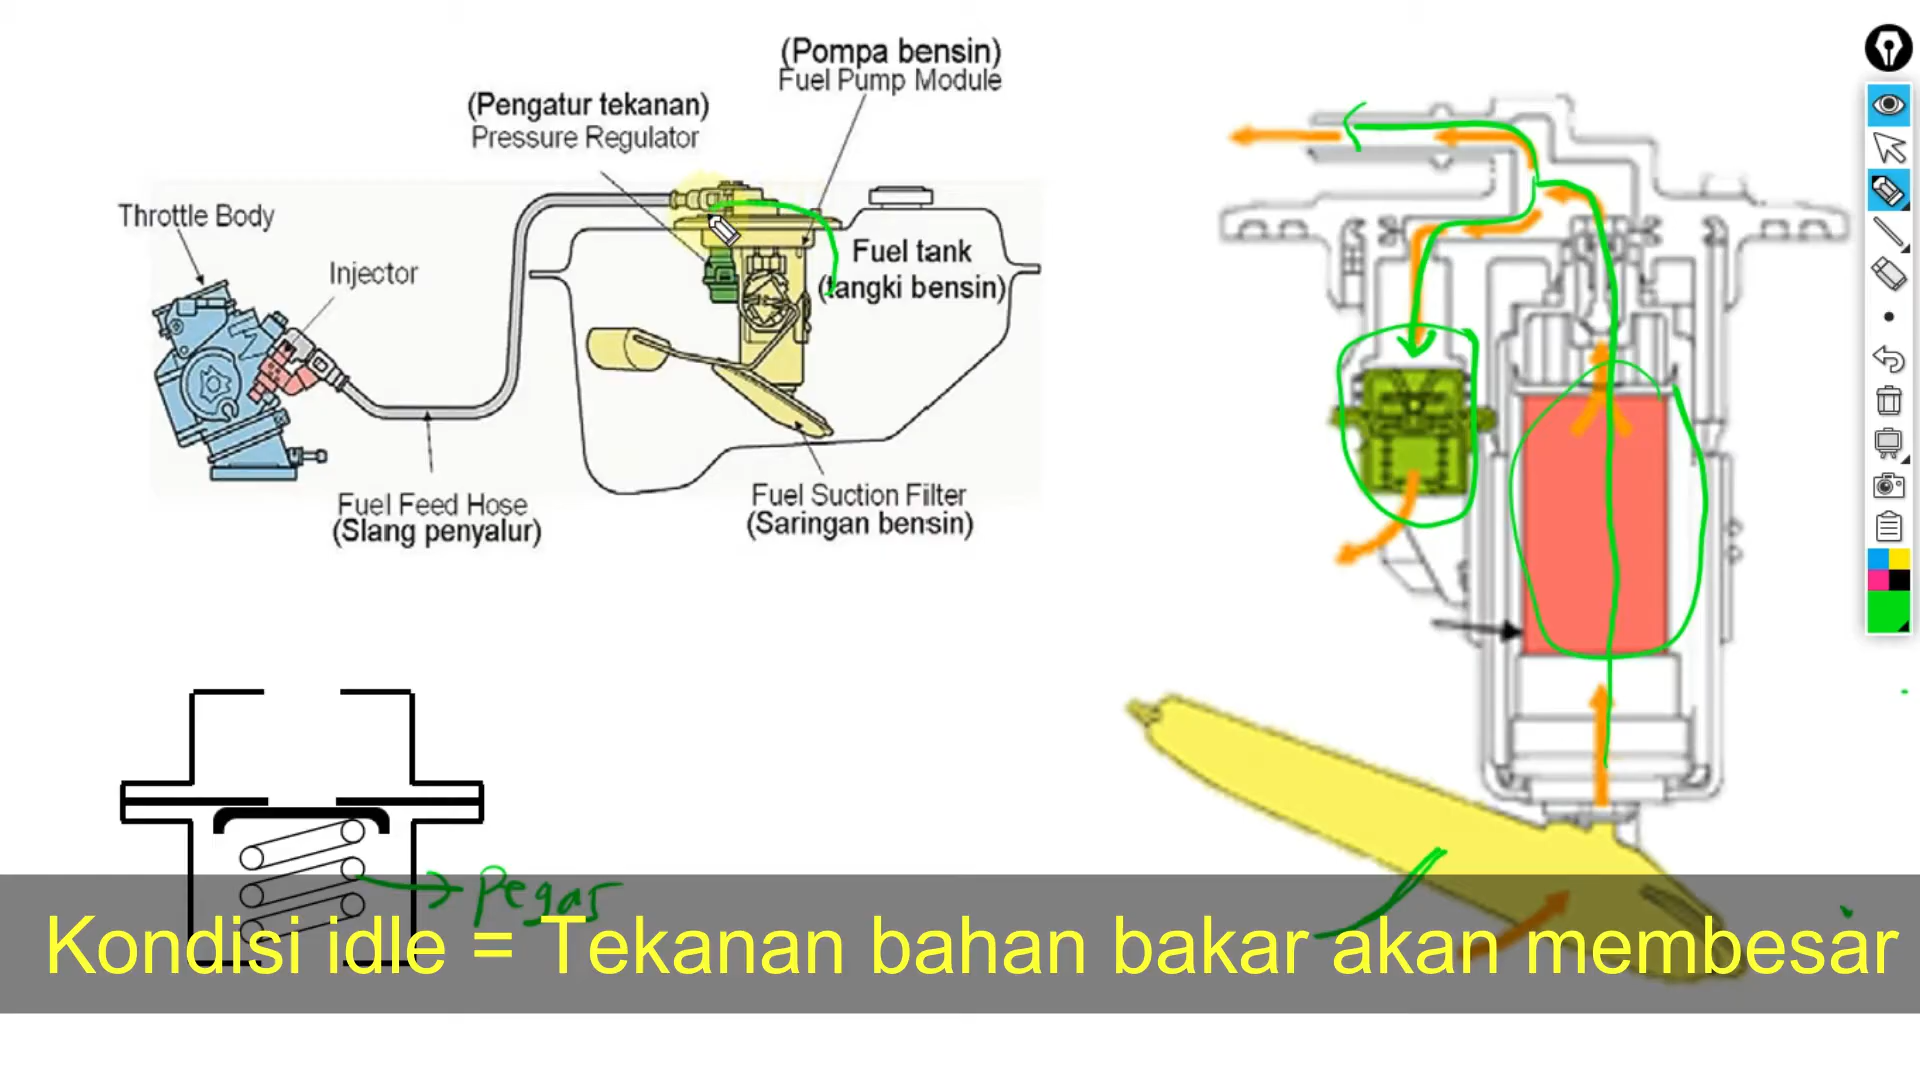 (Pompa bensin)
Fuel Pump Module
(Pengatur tekanan)
Pressure Regulator
Throttle Body
Injector
Fuel tank
(tangki bensin)
Fuel Feed Hose
(Slang penyalur)
Fuel Suction Filter
(Saringan bensin)
Pegas
Kondisi idle = Tekanan bahan bakar akan membesar